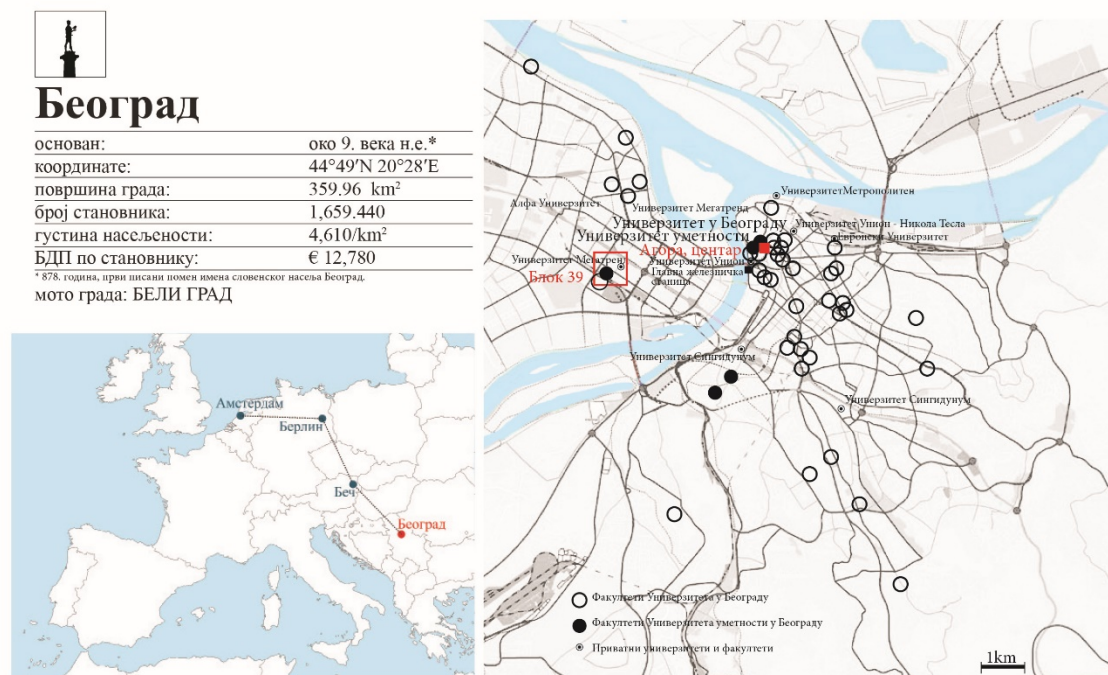 Београд
основан: око 9. века н.е.*
координате: 44°49′N 20°28′E
површина града: 359.96 km²
број становника: 1,659.440
густина насељености: 4,610/km²
БДП по становнику: € 12,780
* 878. година, први писани помен имена словенског насеља Београд.
мото града: БЕЛИ ГРАД
Амстердам
Берлин
Беч
Београд
УниверзитетМетрополитен
Алфа Универзитет
Универзитет Мегатренд
Универзитет у Београду
Универзитет Унион - Никола Тесла
Универзитет уметности
Европски Универзитет
Агора, центар
Универзитет Мегатренд
Универзитет Унион
Блок 39
Главна железничка
станица
Универзитет Сингидунум
Универзитет Сингидунум
Факултети Универзитета у Београду
Факултети Универзитета уметности у Београду
Приватни универзитети и факултети
1km